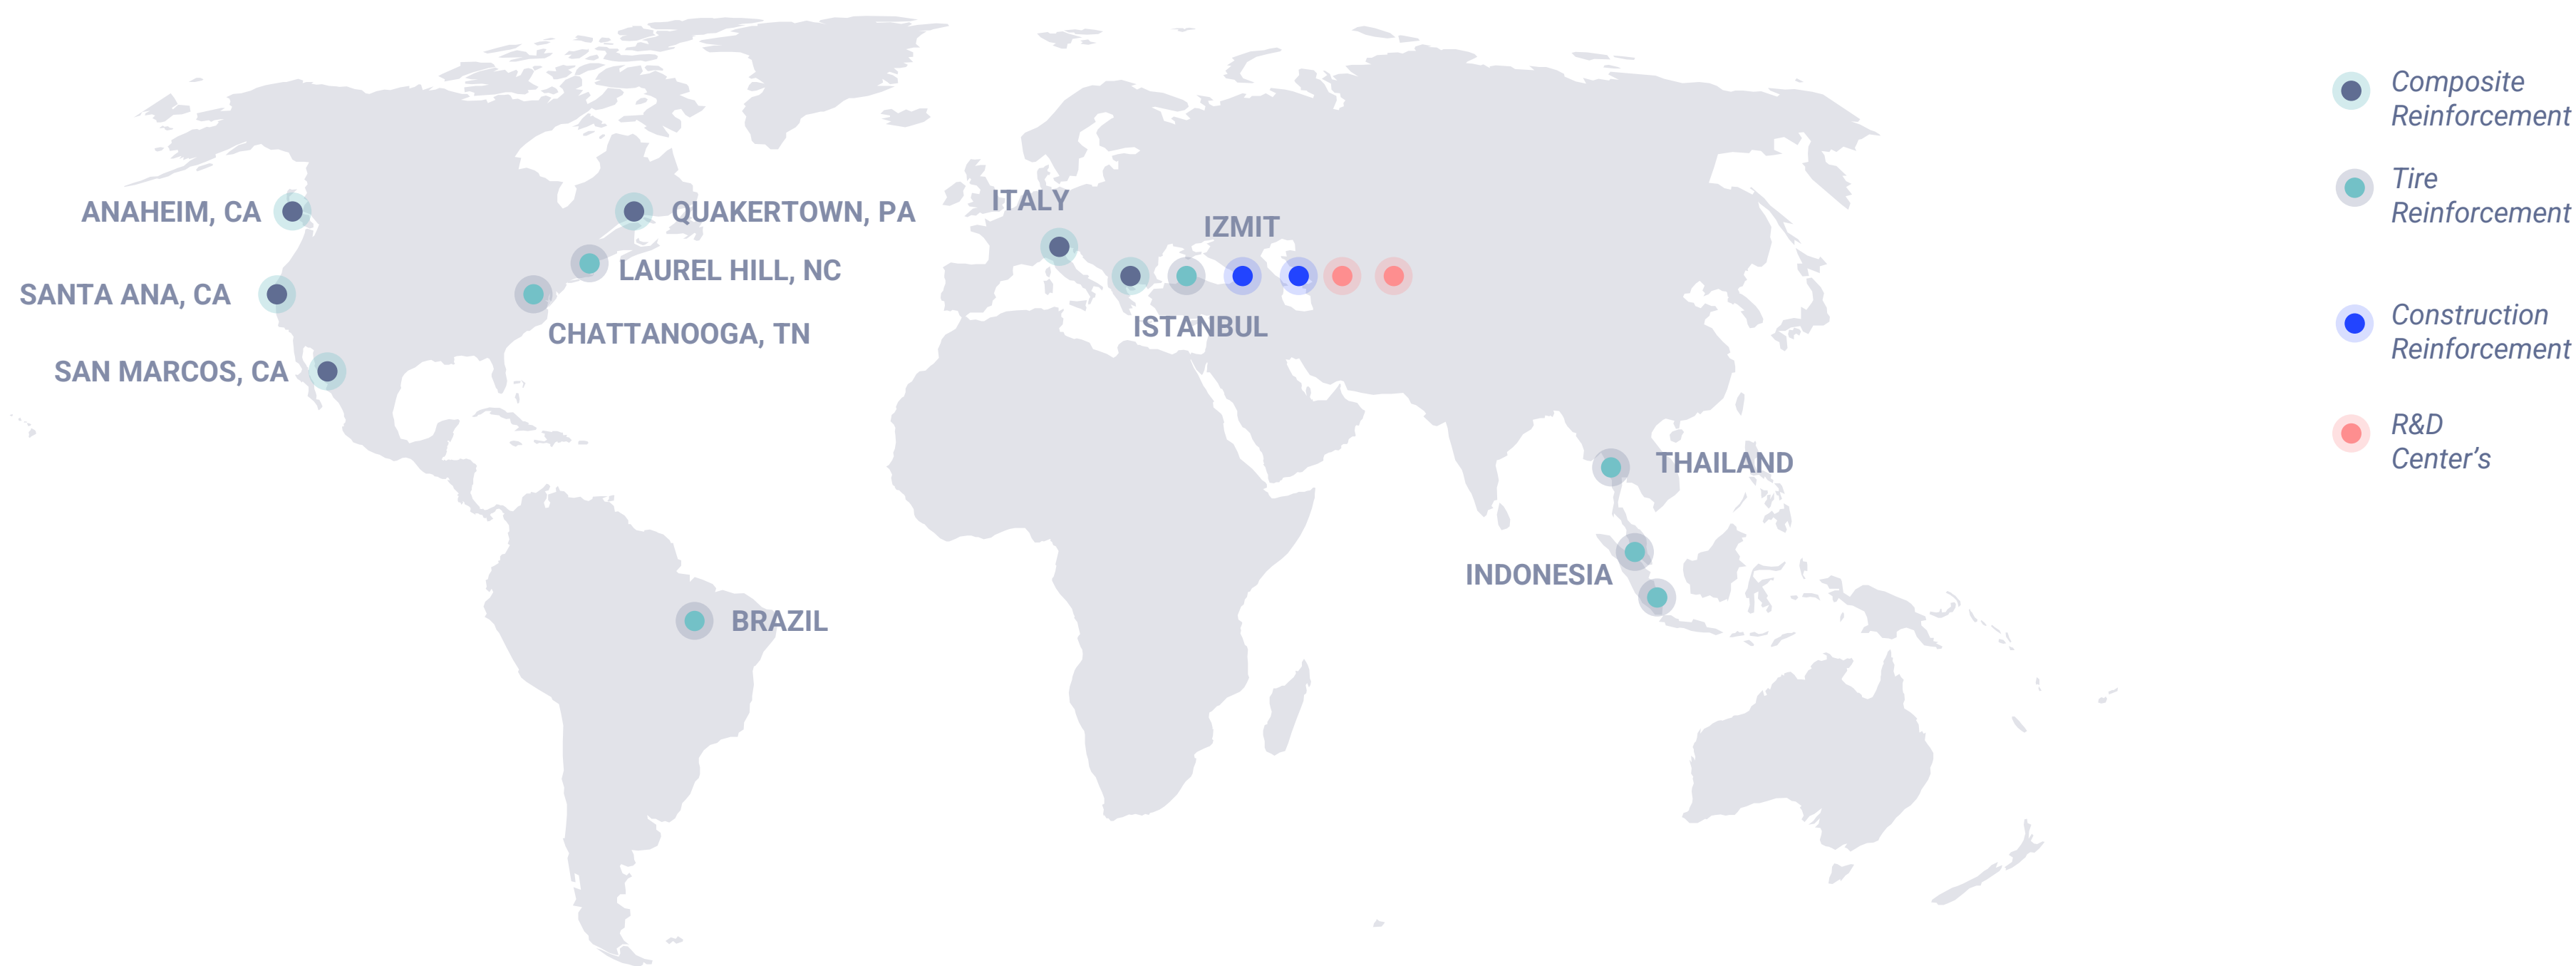 ANAHEIM, CA
QUAKERTOWN, PA
SANTA ANA, CA
LAUREL HILL, NC
CHATTANOOGA, TN
SAN MARCOS, CA
BRAZIL
ITALY
IZMIT
ISTANBUL
THAILAND
INDONESIA
Composite
Reinforcement
Tire
Reinforcement
Construction
Reinforcement
R&D
Center’s